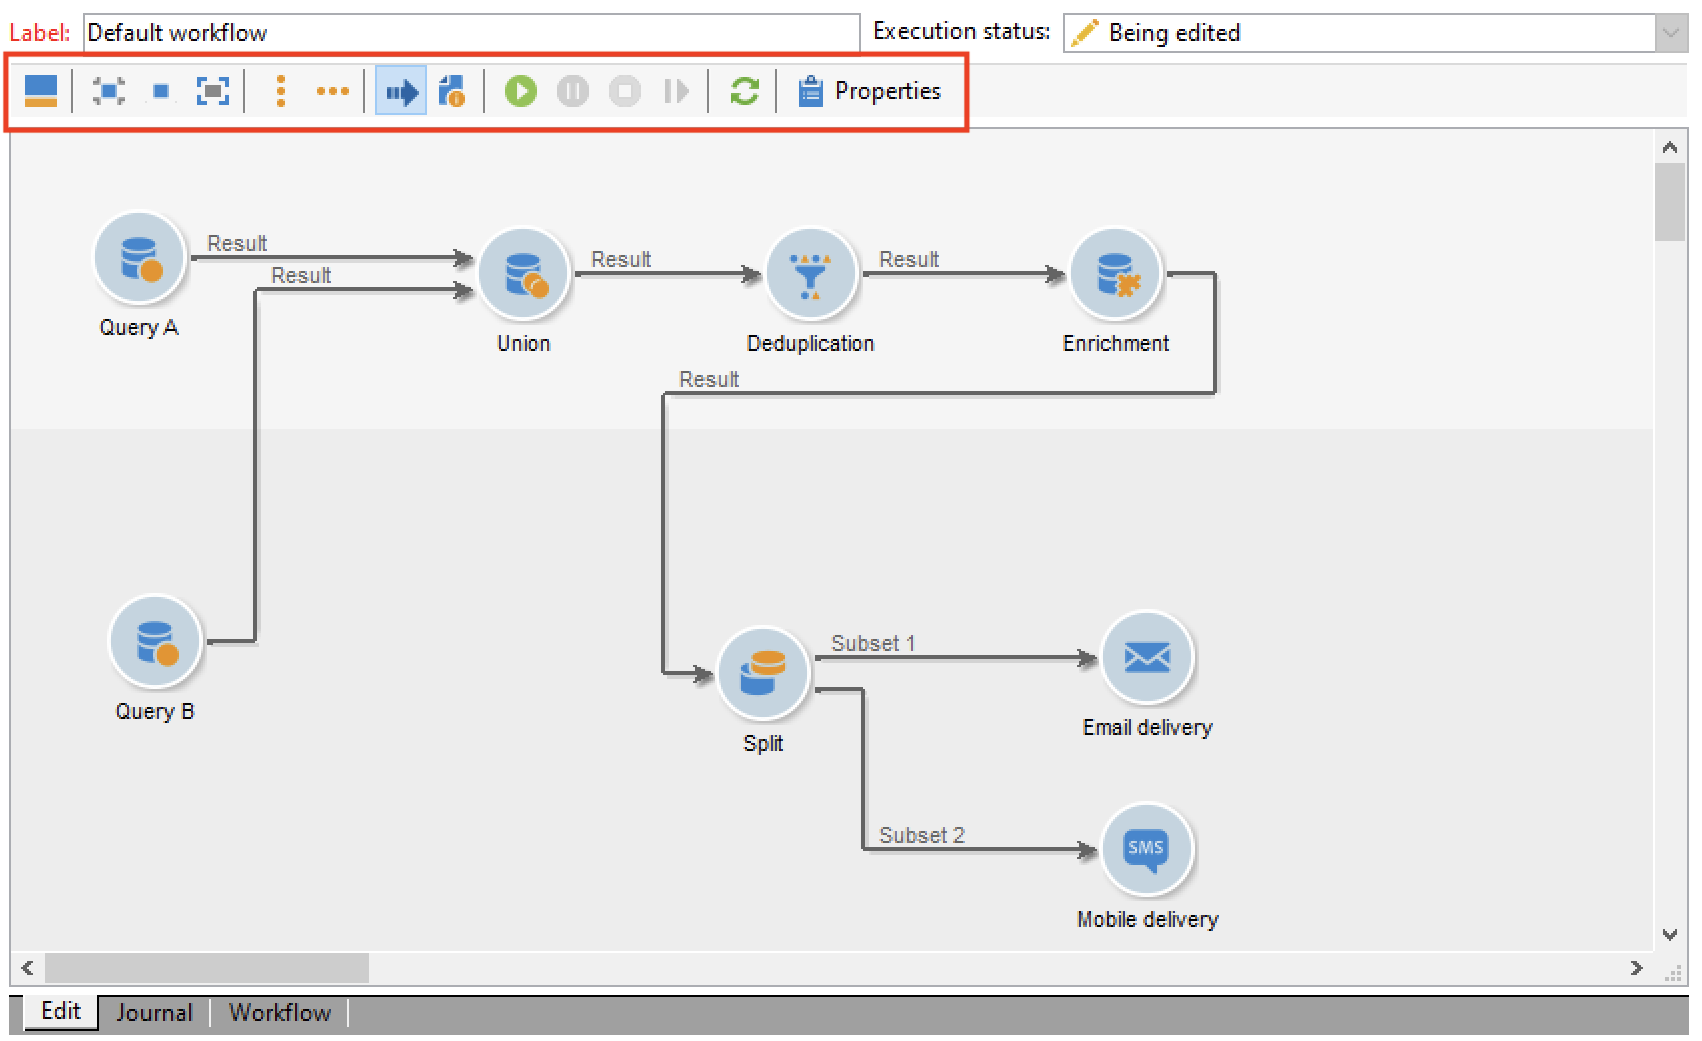 Label: Default workflow Execution status: Being edited
Properties
Result
Result
Result
Result
Query A
Union
Deduplication
Enrichment
Result
Subset 1
Query B
Email delivery
Split
Subset 2
SMS
Mobile delivery
Edit Journal Workflow